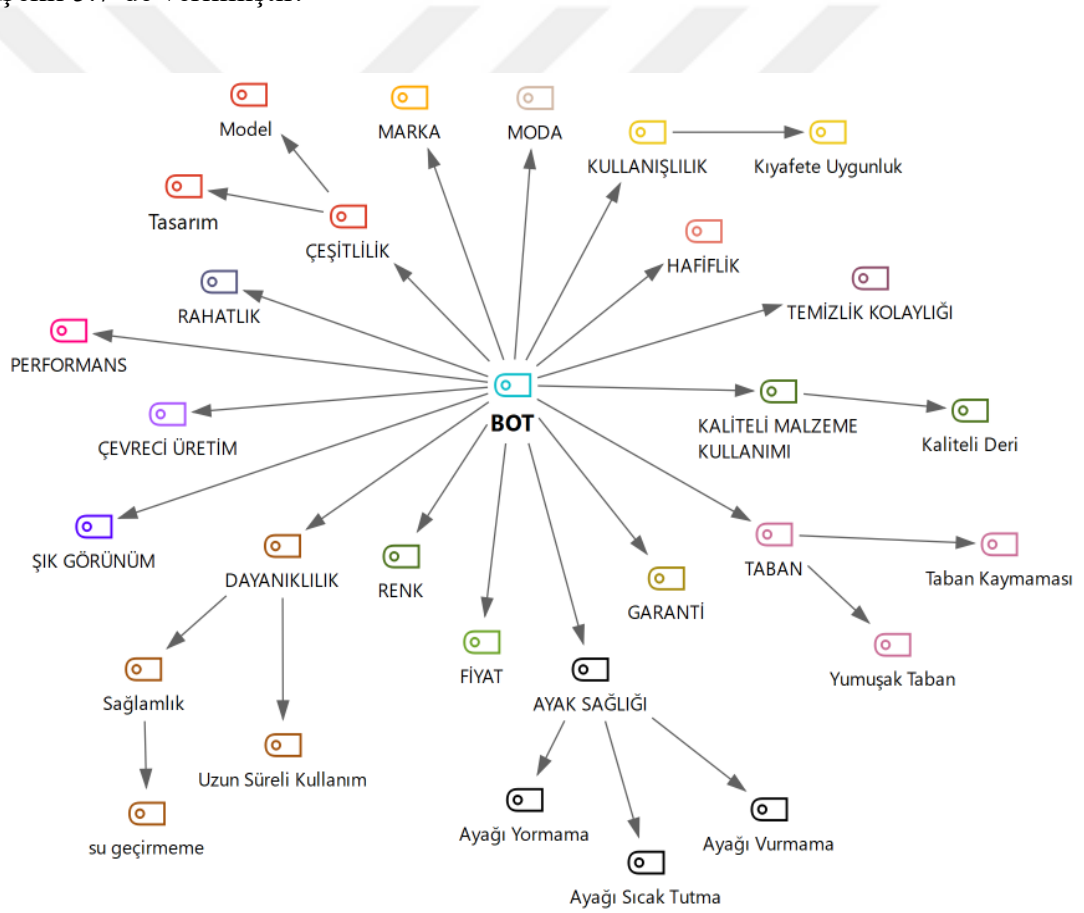 Model
MARKA
MODA
KULLANIŞLILIK
Kıyafete Uygunluk
Tasarım
ÇEŞİTLİLİK
HAFİFLİK
RAHATLIK
TEMİZLİK KOLAYLIĞI
PERFORMANS
BOT
KALİTELİ MALZEME
KULLANIMI
Kaliteli Deri
ÇEVRECİ ÜRETİM
ŞIK GÖRÜNÜM
DAYANIKLILIK
RENK
GARANTİ
TABAN
Taban Kaymaması
FİYAT
AYAK SAĞLIĞI
Yumuşak Taban
Sağlamlık
Uzun Süreli Kullanım
su geçirmeme
Ayağı Yormama
Ayağı Vurmama
Ayağı Sıcak Tutma